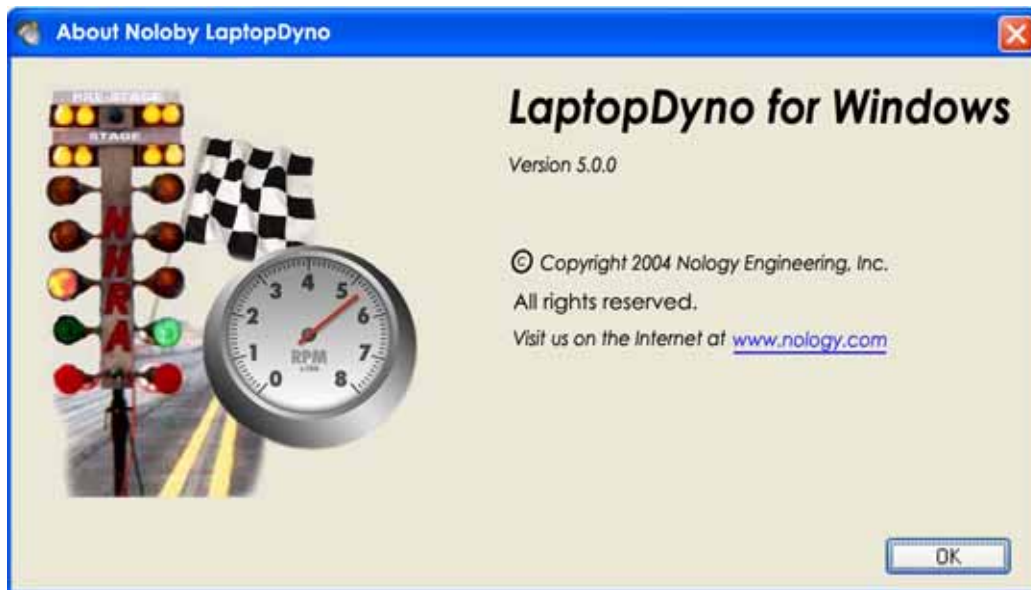 About Noloby LaptopDyno
LaptopDyno for Windows
Version 5.0.0
© Copyright 2004 Nology Engineering, Inc.
All rights reserved.
Visit us on the Internet at www.nology.com
PRE-STAGE
STAGE
NHRA
0 1 2 3 4 5 6 7 8
RPM
OK